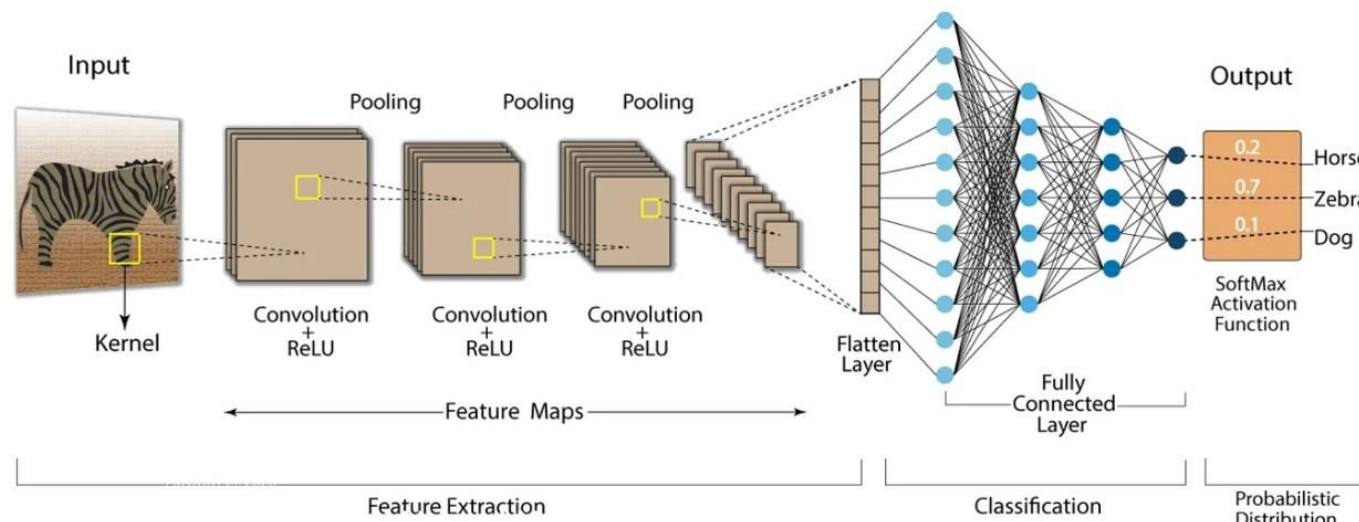 Input
Output
Pooling
Pooling
Pooling
0.2
Horse
0.7
Zebra
0.1
Dog
SoftMax
Activation
Function
Kernel
Convolution
+
ReLU
Convolution
+
ReLU
Convolution
+
ReLU
Flatten
Layer
Fully
Connected
Layer
Feature Maps
Feature Extraction
Classification
Probabilistic
Distribution